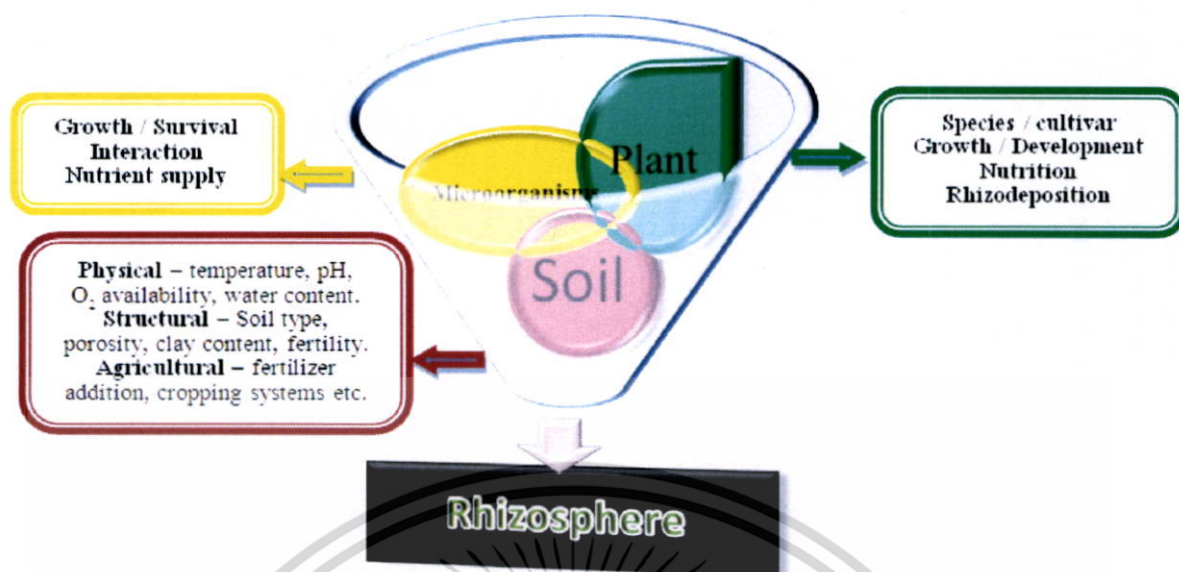 Growth / Survival
Interaction
Nutrient supply
Plant
Microorganisms
Soil
Species / cultivar
Growth / Development
Nutrition
Rhizodeposition
Physical – temperature, pH,
O2 availability, water content.
Structural – Soil type,
porosity, clay content, fertility.
Agricultural – fertilizer
addition, cropping systems etc.
Rhizosphere